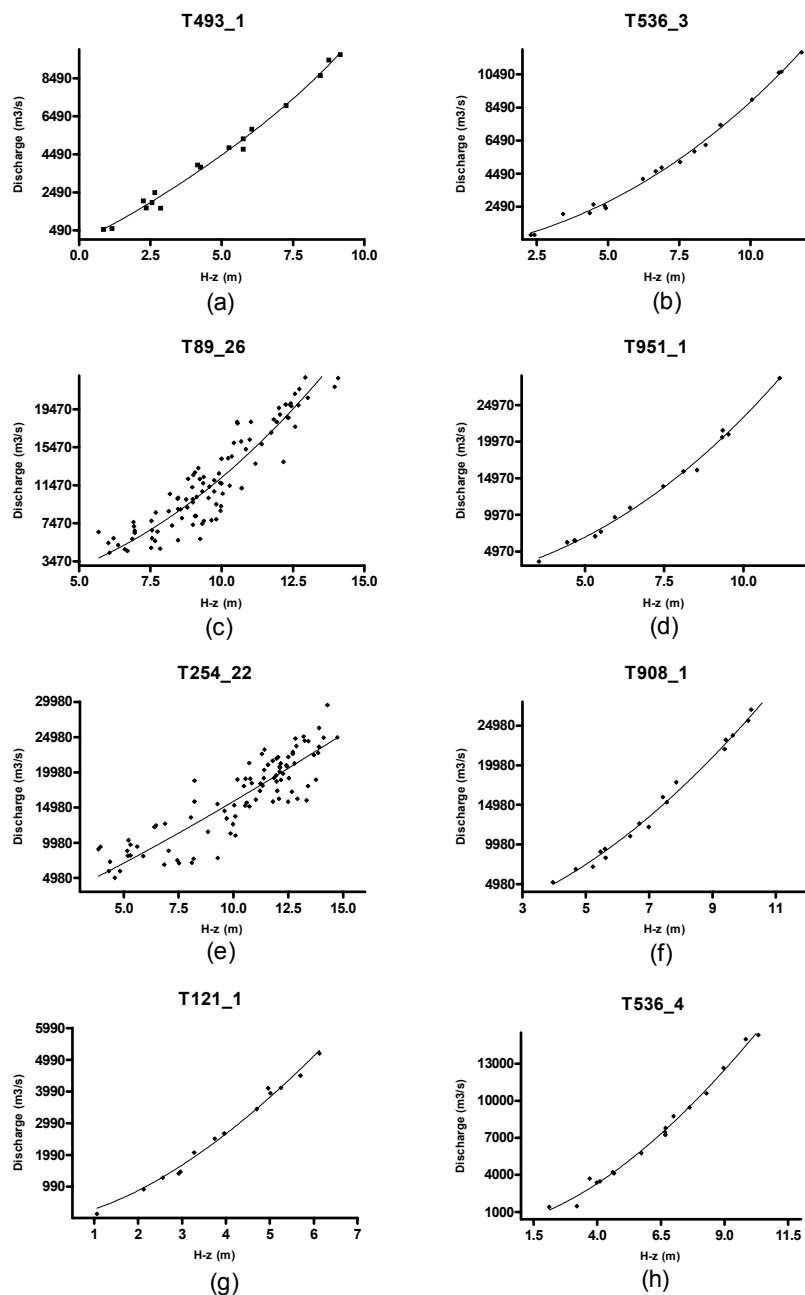 T493_1
Discharge (m3/s)
8490
6490
4490
2490
490
0.0 2.5 5.0 7.5 10.0
H-z (m)
(a)
T536_3
Discharge (m3/s)
10490
8490
6490
4490
2490
2.5 5.0 7.5 10.0
H-z (m)
(b)
T89_26
Discharge (m3/s)
19470
15470
11470
7470
3470
5.0 7.5 10.0 12.5 15.0
H-z (m)
(c)
T951_1
Discharge (m3/s)
24970
19970
14970
9970
4970
5.0 7.5 10.0
H-z (m)
(d)
T254_22
Discharge (m3/s)
29980
24980
19980
14980
9980
4980
5.0 7.5 10.0 12.5 15.0
H-z (m)
(e)
T908_1
Discharge (m3/s)
24980
19980
14980
9980
4980
3 5 7 9 11
H-z (m)
(f)
T121_1
Discharge (m3/s)
5990
4990
3990
2990
1990
990
1 2 3 4 5 6 7
H-z (m)
(g)
T536_4
Discharge (m3/s)
13000
10000
7000
4000
1000
1.5 4.0 6.5 9.0 11.5
H-z (m)
(h)